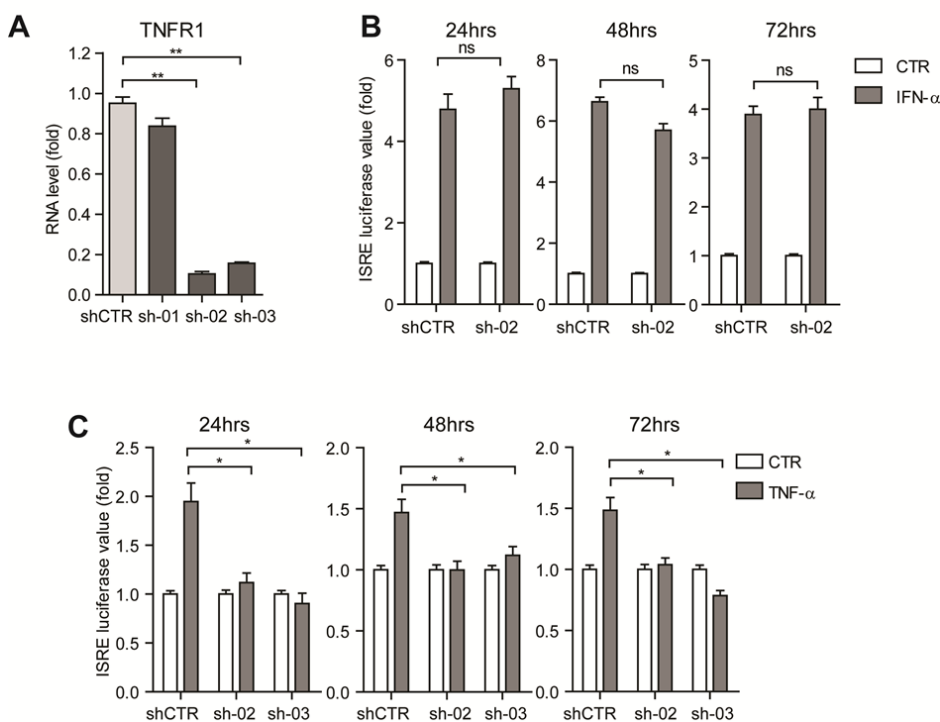 A
TNFR1
RNA level (fold)
1.2
1.0
0.8
0.6
0.4
0.2
0.0
**
**
shCTR sh-01 sh-02 sh-03
B
24hrs 48hrs 72hrs
ISRE luciferase value (fold)
6
4
2
0
ns
shCTR sh-02
8
6
4
2
0
ns
shCTR sh-02
5
4
3
2
1
0
ns
shCTR sh-02
CTR
IFN-α
C
24hrs 48hrs 72hrs
ISRE luciferase value (fold)
2.5
2.0
1.5
1.0
0.5
0.0
*
*
shCTR sh-02 sh-03
2.0
1.5
1.0
0.5
0.0
*
*
shCTR sh-02 sh-03
2.0
1.5
1.0
0.5
0.0
*
*
shCTR sh-02 sh-03
CTR
TNF-α